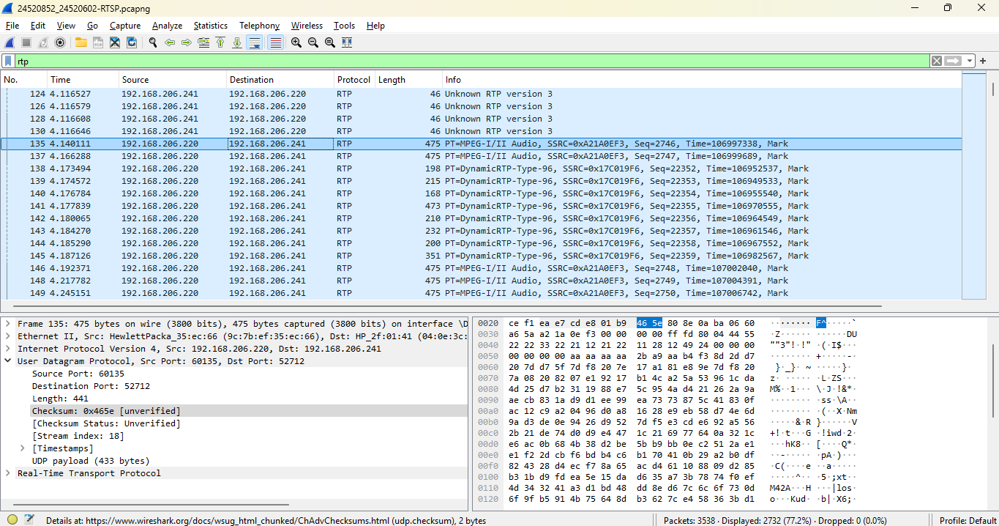 24520852_24520602-RTSP.pcapng
File Edit View Go Capture Analyze Statistics Telephony Wireless Tools Help
rtp
No. Time Source Destination Protocol Length Info
124 4.116527 192.168.206.241 192.168.206.220 RTP 46 Unknown RTP version 3
126 4.116579 192.168.206.241 192.168.206.220 RTP 46 Unknown RTP version 3
128 4.116608 192.168.206.241 192.168.206.220 RTP 46 Unknown RTP version 3
130 4.116646 192.168.206.241 192.168.206.220 RTP 46 Unknown RTP version 3
135 4.140111 192.168.206.220 192.168.206.241 RTP 475 PT=MPEG-I/II Audio, SSRC=0xA21A0EF3, Seq=2746, Time=106997338, Mark
137 4.166288 192.168.206.220 192.168.206.241 RTP 475 PT=MPEG-I/II Audio, SSRC=0xA21A0EF3, Seq=2747, Time=106999689, Mark
138 4.173494 192.168.206.220 192.168.206.241 RTP 198 PT=DynamicRTP-Type-96, SSRC=0x17C019F6, Seq=22352, Time=106952537, Mark
139 4.174572 192.168.206.220 192.168.206.241 RTP 215 PT=DynamicRTP-Type-96, SSRC=0x17C019F6, Seq=22353, Time=106949533, Mark
140 4.176784 192.168.206.220 192.168.206.241 RTP 168 PT=DynamicRTP-Type-96, SSRC=0x17C019F6, Seq=22354, Time=106955540, Mark
141 4.177839 192.168.206.220 192.168.206.241 RTP 473 PT=DynamicRTP-Type-96, SSRC=0x17C019F6, Seq=22355, Time=106970555, Mark
142 4.180065 192.168.206.220 192.168.206.241 RTP 210 PT=DynamicRTP-Type-96, SSRC=0x17C019F6, Seq=22356, Time=106964549, Mark
143 4.184270 192.168.206.220 192.168.206.241 RTP 232 PT=DynamicRTP-Type-96, SSRC=0x17C019F6, Seq=22357, Time=106961546, Mark
144 4.185290 192.168.206.220 192.168.206.241 RTP 200 PT=DynamicRTP-Type-96, SSRC=0x17C019F6, Seq=22358, Time=106967552, Mark
145 4.187126 192.168.206.220 192.168.206.241 RTP 351 PT=DynamicRTP-Type-96, SSRC=0x17C019F6, Seq=22359, Time=106982567, Mark
146 4.192371 192.168.206.220 192.168.206.241 RTP 475 PT=MPEG-I/II Audio, SSRC=0xA21A0EF3, Seq=2748, Time=107002040, Mark
148 4.217782 192.168.206.220 192.168.206.241 RTP 475 PT=MPEG-I/II Audio, SSRC=0xA21A0EF3, Seq=2749, Time=107004391, Mark
149 4.245151 192.168.206.220 192.168.206.241 RTP 475 PT=MPEG-I/II Audio, SSRC=0xA21A0EF3, Seq=2750, Time=107006742, Mark
Frame 135: 475 bytes on wire (3800 bits), 475 bytes captured (3800 bits) on interface \D
Ethernet II, Src: HewlettPacka_35:ec:66 (9c:7b:ef:35:ec:66), Dst: HP_2f:01:41 (04:0e:3c:
Internet Protocol Version 4, Src: 192.168.206.220, Dst: 192.168.206.241
User Datagram Protocol, Src Port: 60135, Dst Port: 52712
Source Port: 60135
Destination Port: 52712
Length: 441
Checksum: 0x465e [unverified]
[Checksum Status: Unverified]
[Stream index: 18]
[Timestamps]
UDP payload (433 bytes)
Real-Time Transport Protocol
0020 ce f1 ea e7 cd e8 01 b9 46 5e 80 8e 0a ba 06 60 ········F^·····`
0030 a6 5a a2 1a 0e f3 00 00 00 00 ff fd 80 04 44 55 ·Z············DU
0040 22 22 33 22 21 12 21 22 11 28 12 49 24 00 00 00 ""3"!·!"·(·I$···
0050 00 00 00 00 aa aa aa aa 2b a9 aa b4 f3 8d 2d d7 ········+·····-·
0060 20 7d d7 5f 7d f8 20 7e 17 a1 81 e8 9e 7d f8 20 }·_}· ~·····}·
0070 7a 08 20 82 07 e1 92 17 b1 4c a2 5a 53 96 1c da z· ······L·ZS···
0080 4d 25 d7 b2 31 19 88 e7 5c 95 4a d4 21 26 2a 9a M%··1···\·J·!&*·
0090 ae cb 83 1a d9 d1 ee 99 ea 73 73 87 5c 41 83 0f ·········ss·\A··
00a0 ac 12 c9 a2 04 96 d0 a8 16 28 e9 eb 58 d7 4e 6d ·········(··X·Nm
00b0 9a d3 de 0e 94 26 d9 52 7d f5 e3 cd e6 92 a5 56 ·····&·R}······V
00c0 2b 21 de 74 d0 d9 e4 47 1c 21 69 77 64 0a 32 1c +!·t···G·!iwd·2·
00d0 e6 ac 0b 68 4b 38 d2 be 5b b9 bb 0e c2 51 2a e1 ···hK8··[····Q*·
00e0 e1 f2 2d cb f6 bd b4 c6 b1 70 41 0b 29 a2 b0 df ··-······pA·)···
00f0 82 43 28 d4 ec f7 8a 65 ac d4 61 10 88 09 d2 85 ·C(····e··a·····
0100 b3 1b d9 fd ea 5e 15 da d6 35 a7 3b 78 74 f0 ef ·····^···5·;xt··
0110 4d 34 32 41 a3 d1 bd 48 dd 8e d6 7c 6c 6f 73 0d M42A···H···|los·
0120 6f 9f b5 91 4b 75 64 8d b3 62 7c e4 58 36 3b d1 o···Kud··b|·X6;·
Details at: https://www.wireshark.org/docs/wsug_html_chunked/ChAdvChecksums.html (udp.checksum), 2 bytes
Packets: 3538 · Displayed: 2732 (77.2%) · Dropped: 0 (0.0%)
Profile: Default